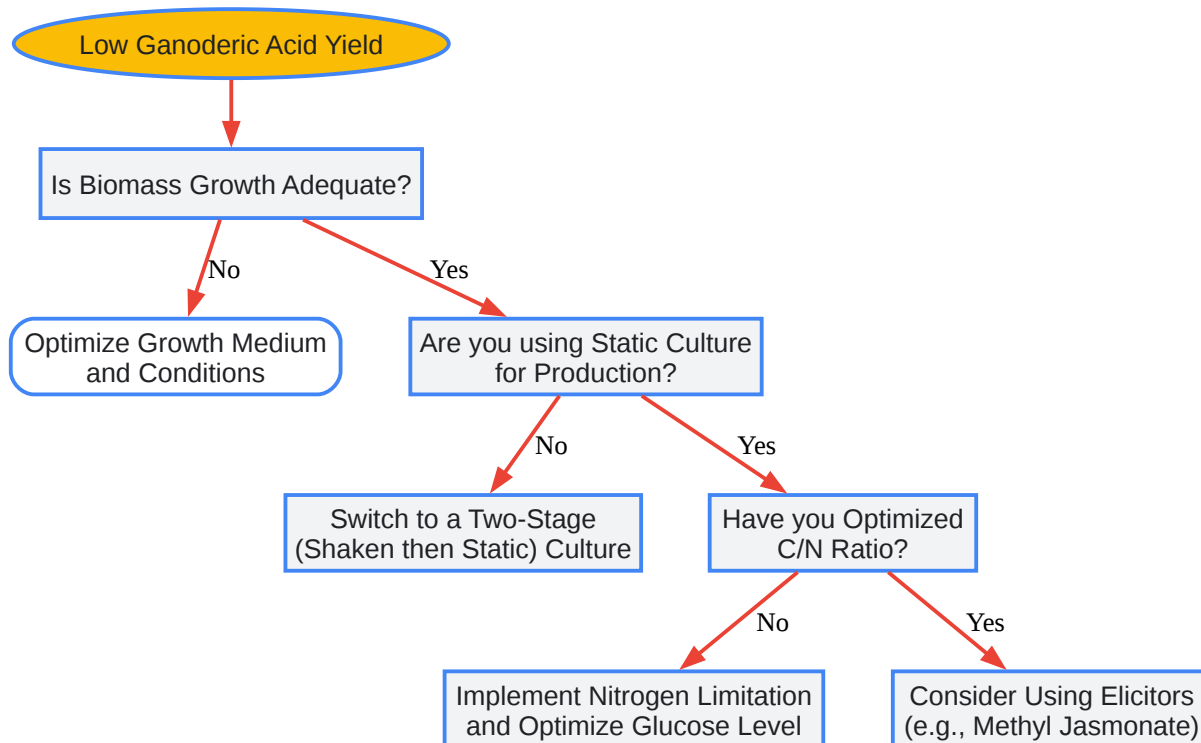 Low Ganoderic Acid Yield
Is Biomass Growth Adequate?
No
Yes
Optimize Growth Medium
and Conditions
Are you using Static Culture
for Production?
No
Yes
Switch to a Two-Stage
(Shaken then Static) Culture
Have you Optimized
C/N Ratio?
No
Yes
Implement Nitrogen Limitation
and Optimize Glucose Level
Consider Using Elicitors
(e.g., Methyl Jasmonate)